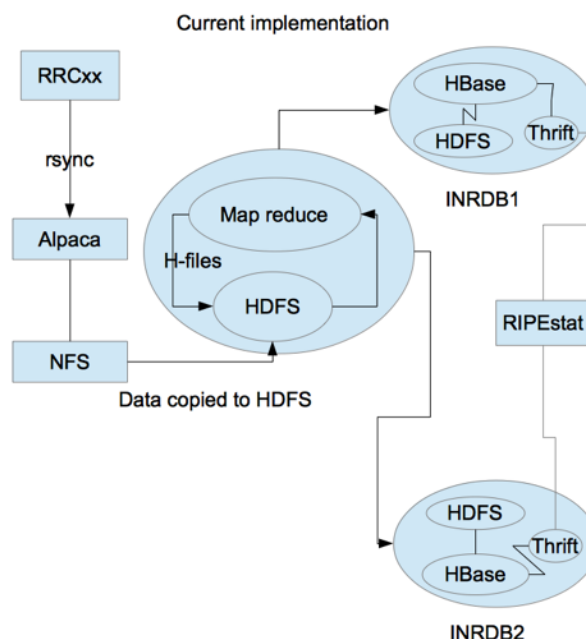 Current implementation
RRCxx
rsync
Alpaca
NFS
Data copied to HDFS
Map reduce
H-files
HDFS
HBase
HDFS
Thrift
INRDB1
RIPEstat
HDFS
Thrift
HBase
INRDB2